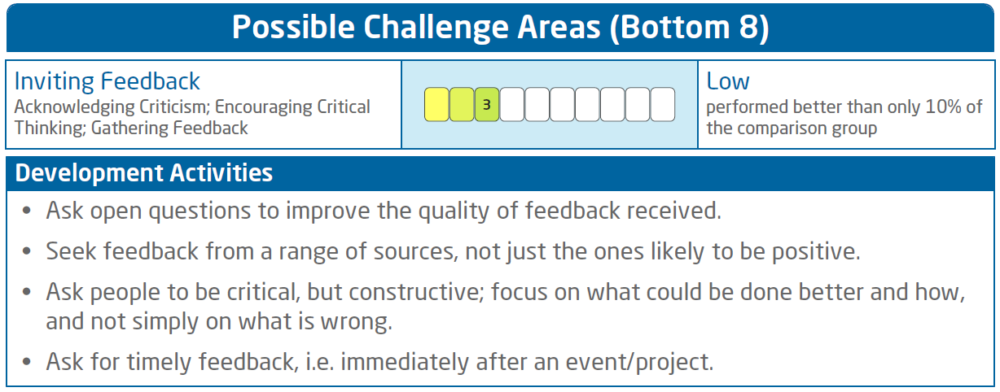 Possible Challenge Areas (Bottom 8)
Inviting Feedback
Acknowledging Criticism; Encouraging Critical
Thinking; Gathering Feedback
3
Low
performed better than only 10% of
the comparison group
Development Activities
• Ask open questions to improve the quality of feedback received.
• Seek feedback from a range of sources, not just the ones likely to be positive.
• Ask people to be critical, but constructive; focus on what could be done better and how,
and not simply on what is wrong.
• Ask for timely feedback, i.e. immediately after an event/project.